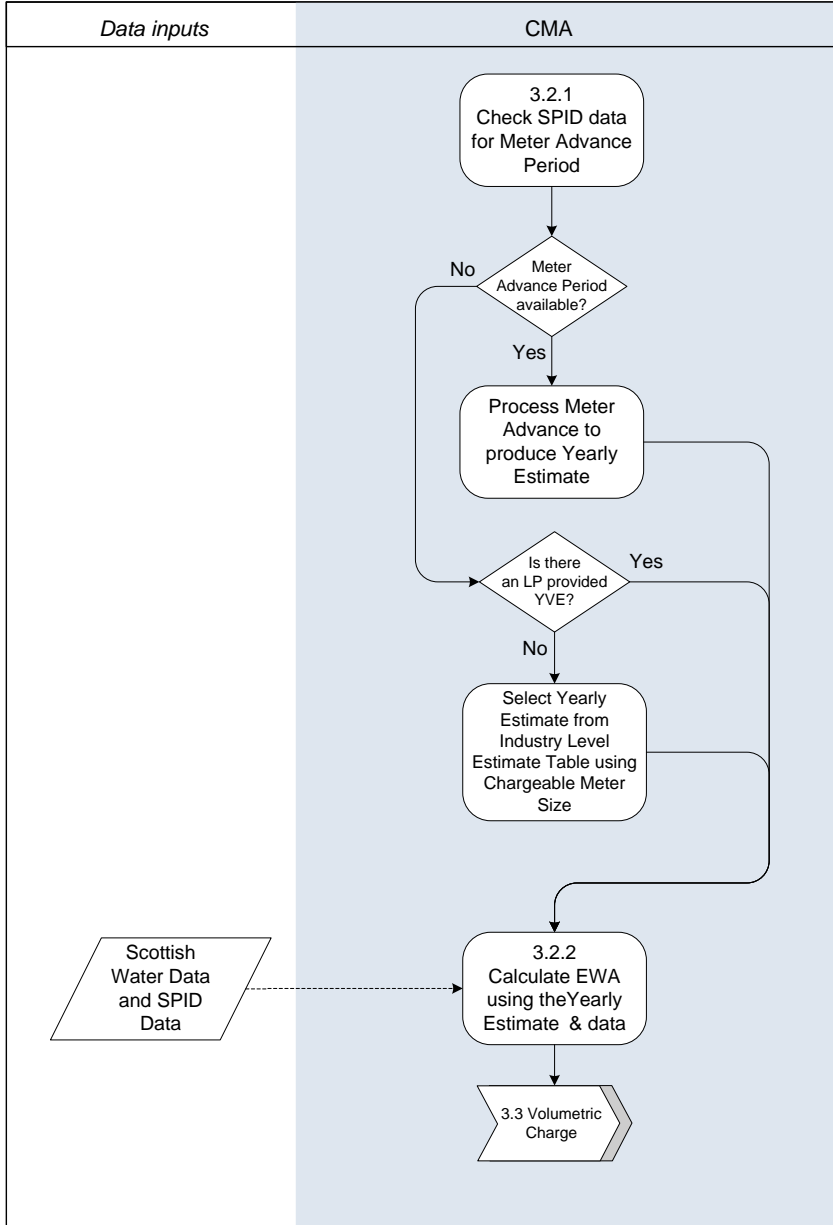 Data inputs
CMA
3.2.1
Check SPID data
for Meter Advance
Period
Meter
Advance Period
available?
No
Yes
Process Meter
Advance to
produce Yearly
Estimate
Is there
an LP provided
YVE?
Yes
No
Select Yearly
Estimate from
Industry Level
Estimate Table using
Chargeable Meter
Size
Scottish
Water Data
and SPID
Data
3.2.2
Calculate EWA
using theYearly
Estimate & data
3.3 Volumetric
Charge